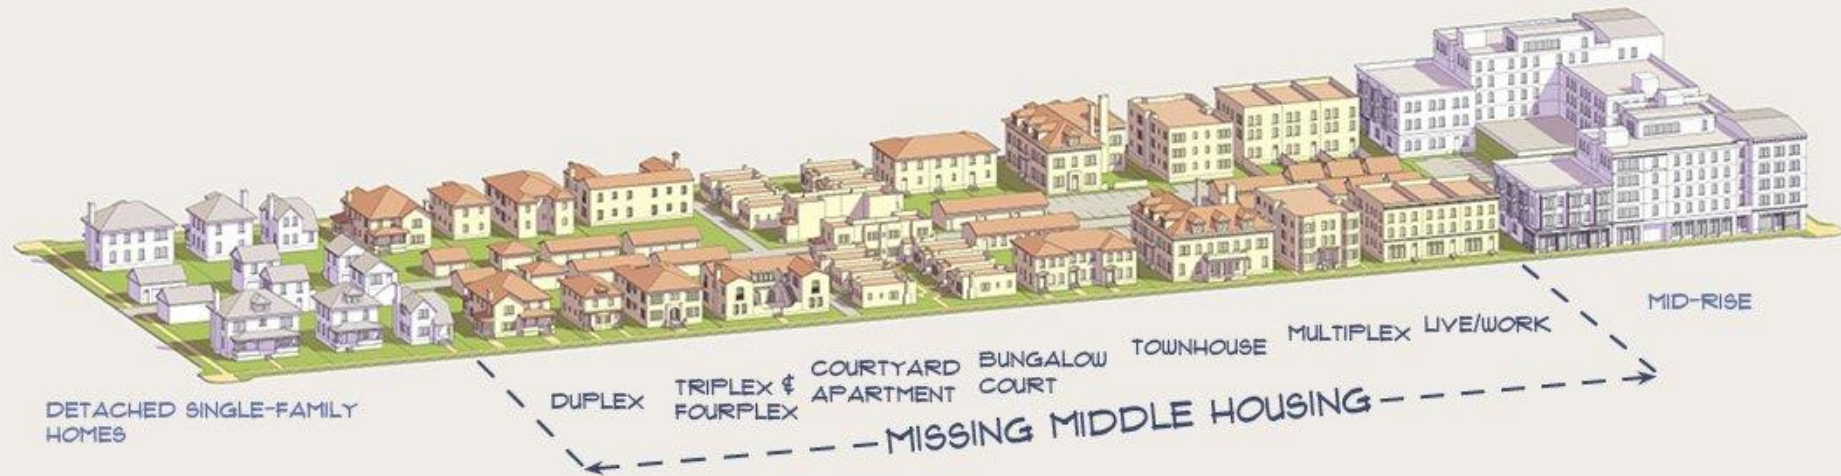 DETACHED SINGLE-FAMILY
HOMES
DUPLEX
TRIPLEX &
FOURPLEX
COURTYARD
APARTMENT
BUNGALOW
COURT
TOWNHOUSE
MULTIPLEX
LIVE/WORK
MID-RISE
MISSING MIDDLE HOUSING